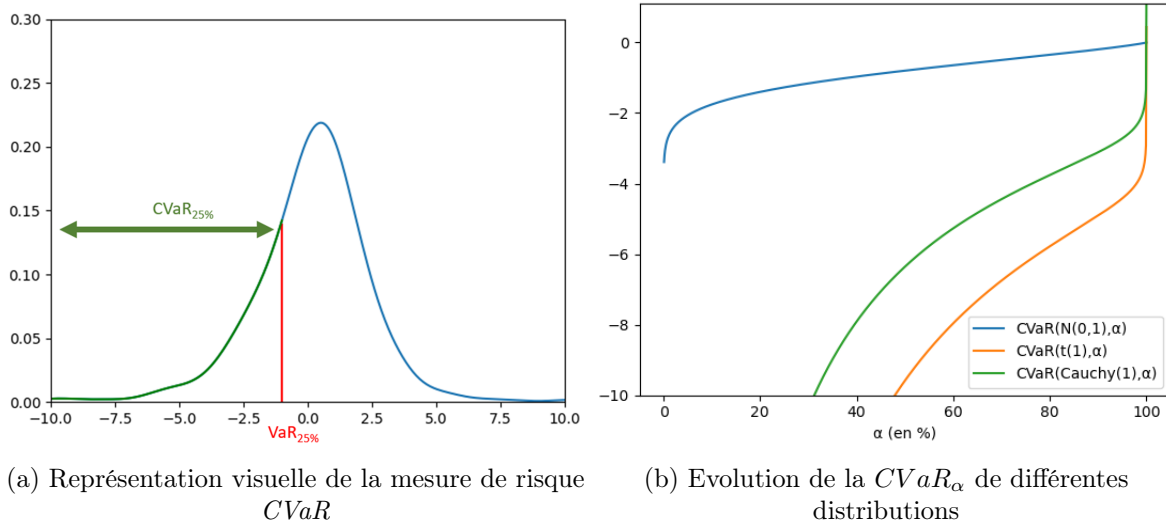 0.30
0.25
0.20
0.15
0.10
0.05
0.00
CVaR25%
−10.0 −7.5 −5.0 −2.5 0.0 2.5 5.0 7.5 10.0
VaR25%
(a) Représentation visuelle de la mesure de risque
CVaR
0
−2
−4
−6
−8
−10
CVaR(N(0,1),α)
CVaR(t(1),α)
CVaR(Cauchy(1),α)
0 20 40 60 80 100
α (en %)
(b) Evolution de la CVaRα de différentes
distributions